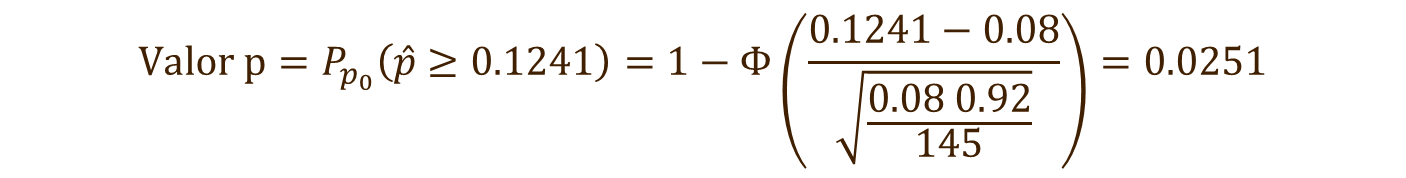 Valor p = P_{p_0}(p̂ ≥ 0.1241) = 1 − Φ((0.1241 − 0.08)/√(0.08 0.92/145)) = 0.0251